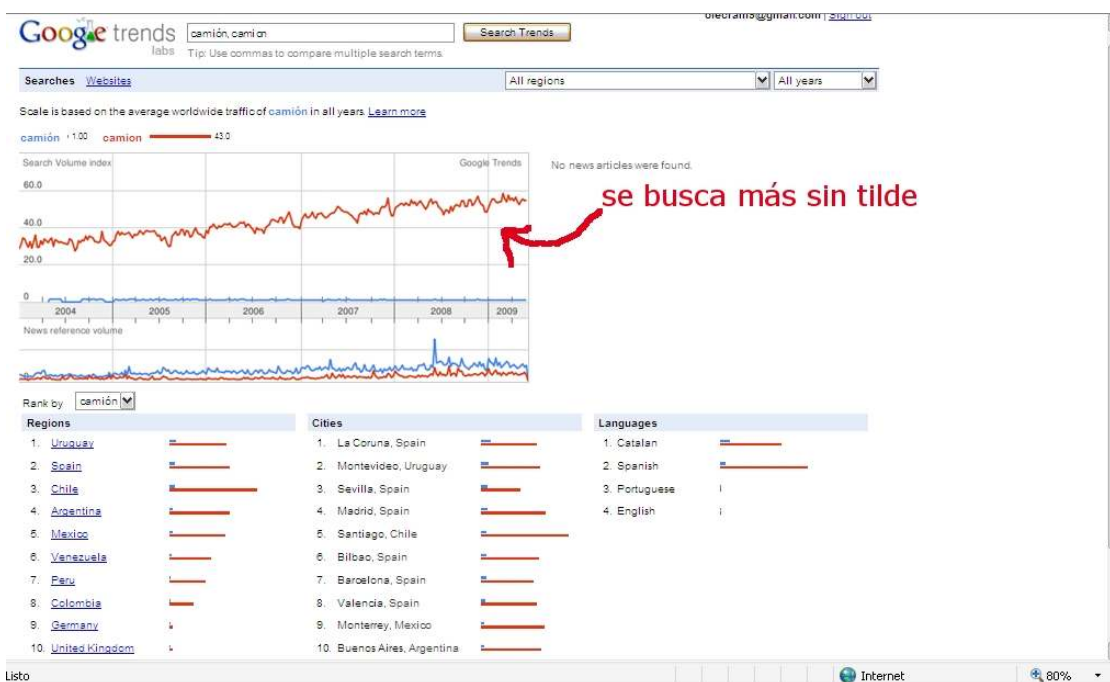 Google trends
labs
camión, camion
Search Trends
Tip: Use commas to compare multiple search terms.
Sign out
Searches Websites
All regions
All years
Scale is based on the average worldwide traffic of camión in all years. Learn more
camión 1.00 camion 43.0
Search Volume index
Google Trends
No news articles were found.
60.0
se busca más sin tilde
40.0
20.0
0
2004 2005 2006 2007 2008 2009
News reference volume
0
Rank by camión
Regions
1. Uruguay
2. Spain
3. Chile
4. Argentina
5. Mexico
6. Venezuela
7. Peru
8. Colombia
9. Germany
10. United Kingdom
Cities
1. La Coruna, Spain
2. Montevideo, Uruguay
3. Sevilla, Spain
4. Madrid, Spain
5. Santiago, Chile
6. Bilbao, Spain
7. Barcelona, Spain
8. Valencia, Spain
9. Monterrey, Mexico
10. Buenos Aires, Argentina
Languages
1. Catalan
2. Spanish
3. Portuguese
4. English
Listo
Internet
80%